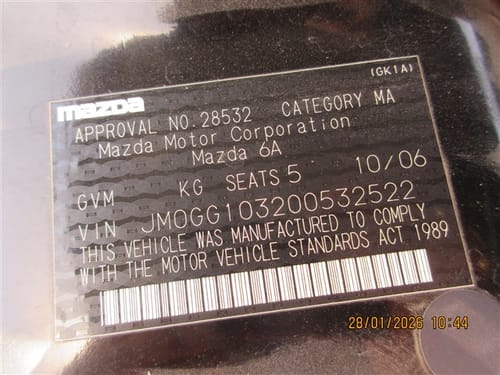 (GK1A)
mazda
APPROVAL NO.28532 CATEGORY MA
Mazda Motor Corporation
Mazda 6A
GVM KG SEATS 5 10/06
VIN JM0GG103200532522
THIS VEHICLE WAS MANUFACTURED TO COMPLY
WITH THE MOTOR VEHICLE STANDARDS ACT 1989
28/01/2026 10:44